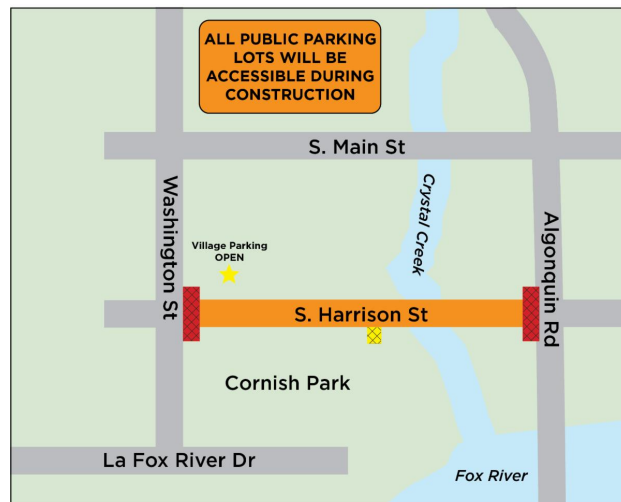 ALL PUBLIC PARKING
LOTS WILL BE
ACCESSIBLE DURING
CONSTRUCTION
S. Main St
Washington St
Crystal Creek
Algonquin Rd
Village Parking
OPEN
S. Harrison St
Cornish Park
La Fox River Dr
Fox River